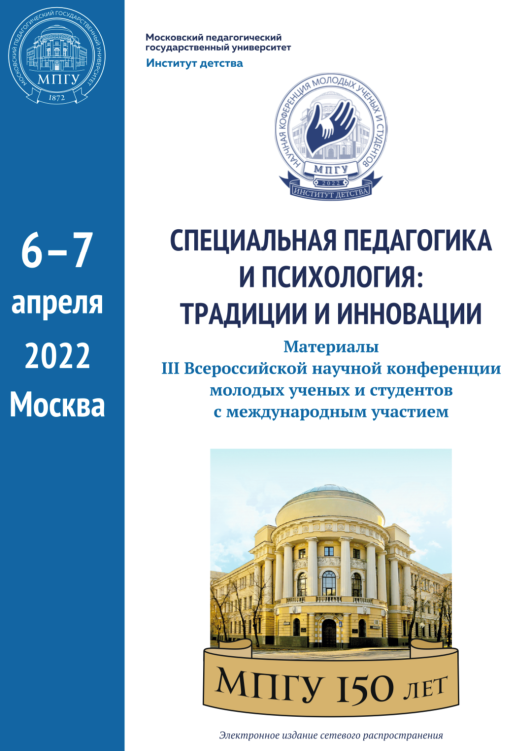 МОСКОВСКИЙ ПЕДАГОГИЧЕСКИЙ ГОСУДАРСТВЕННЫЙ УНИВЕРСИТЕТ
МПГУ
1872
Московский педагогический
государственный университет
Институт детства
НАУЧНАЯ КОНФЕРЕНЦИЯ МОЛОДЫХ УЧЕНЫХ И СТУДЕНТОВ
МПГУ
2022
ИНСТИТУТ ДЕТСТВА
6–7
апреля
2022
Москва
СПЕЦИАЛЬНАЯ ПЕДАГОГИКА
И ПСИХОЛОГИЯ:
ТРАДИЦИИ И ИННОВАЦИИ
Материалы
III Всероссийской научной конференции
молодых ученых и студентов
с международным участием
МПГУ 150 ЛЕТ
Электронное издание сетевого распространения